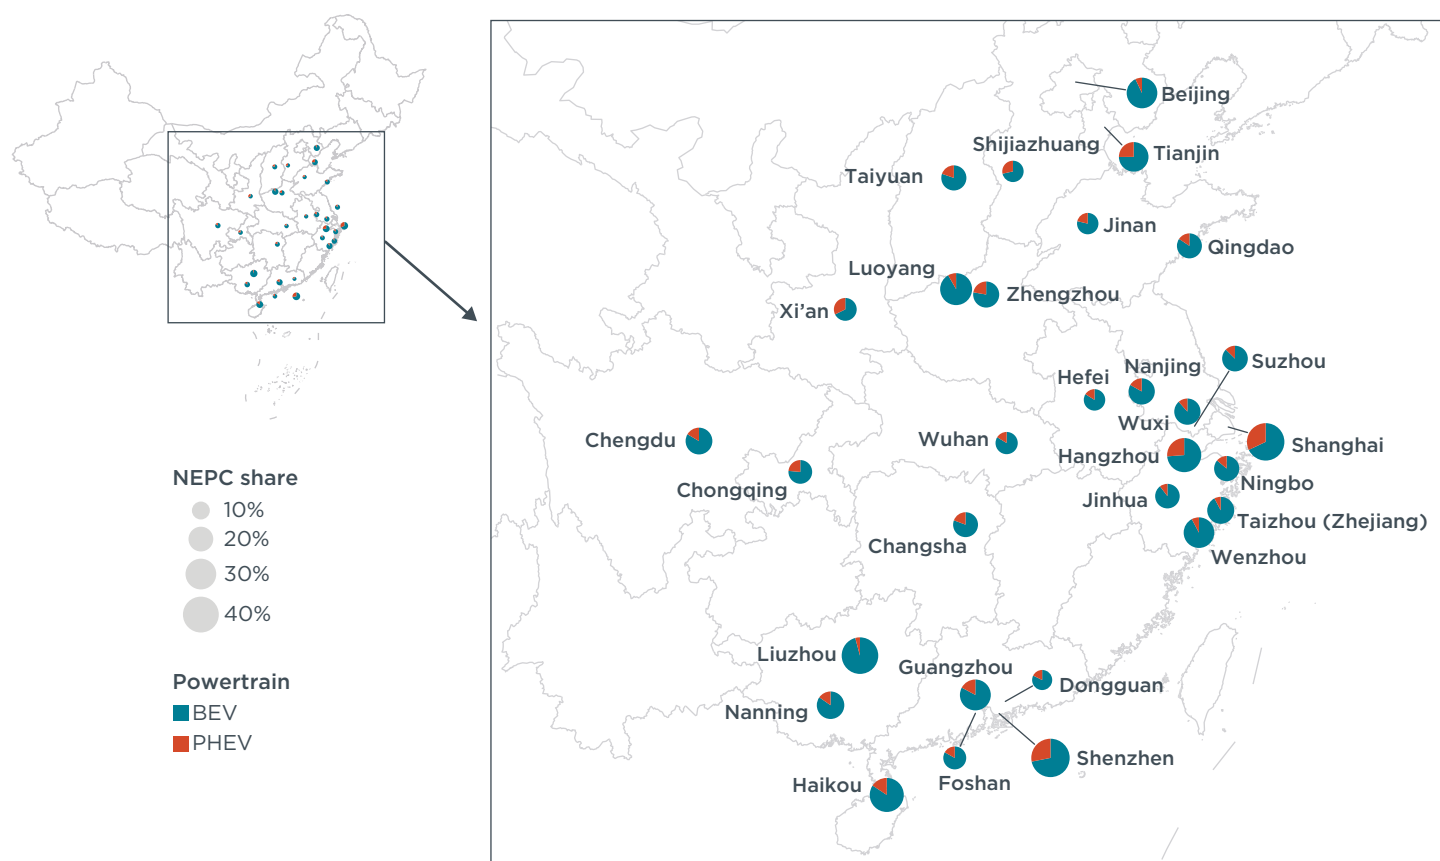 NEPC share
10%
20%
30%
40%
Powertrain
BEV
PHEV
Beijing
Tianjin
Shijiazhuang
Taiyuan
Jinan
Qingdao
Luoyang
Zhengzhou
Xi’an
Suzhou
Nanjing
Hefei
Wuxi
Shanghai
Chengdu
Wuhan
Hangzhou
Ningbo
Chongqing
Jinhua
Taizhou (Zhejiang)
Changsha
Wenzhou
Liuzhou
Guangzhou
Dongguan
Nanning
Shenzhen
Haikou
Foshan